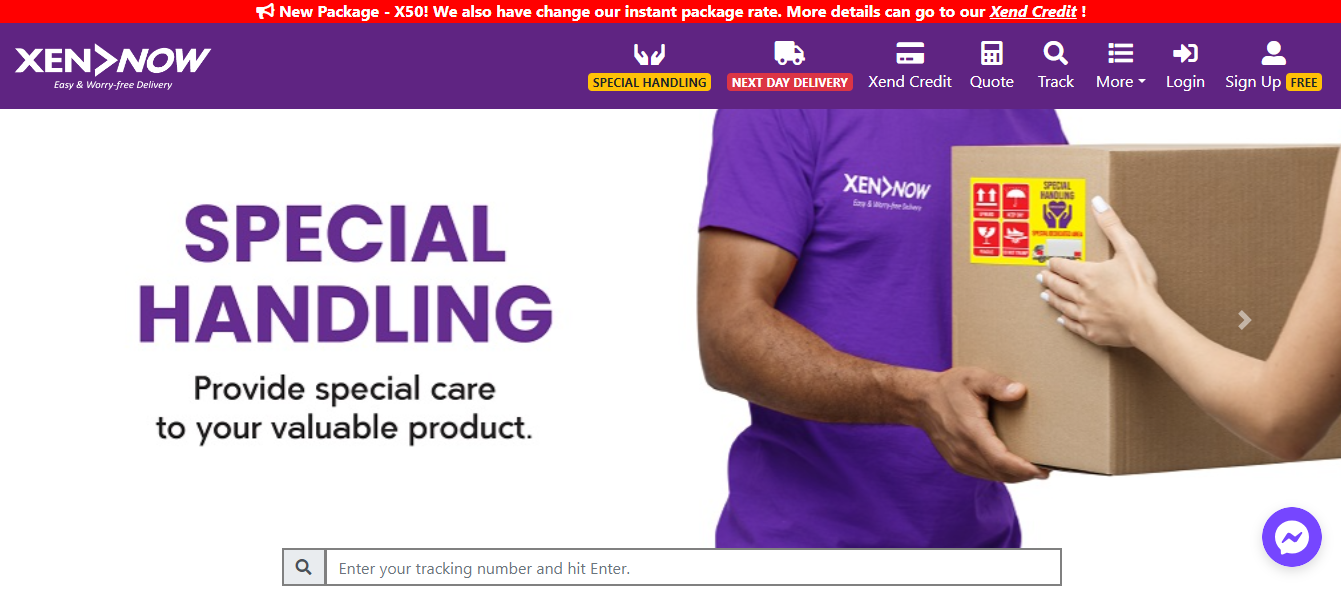 New Package - X50! We also have change our instant package rate. More details can go to our Xend Credit !
XEN>NOW
Easy & Worry-free Delivery
SPECIAL HANDLING
NEXT DAY DELIVERY
Xend Credit
Quote
Track
More
Login
Sign Up FREE
SPECIAL
HANDLING
Provide special care
to your valuable product.
XEN>NOW
Easy & Worry-free Delivery
SPECIAL
HANDLING
Enter your tracking number and hit Enter.